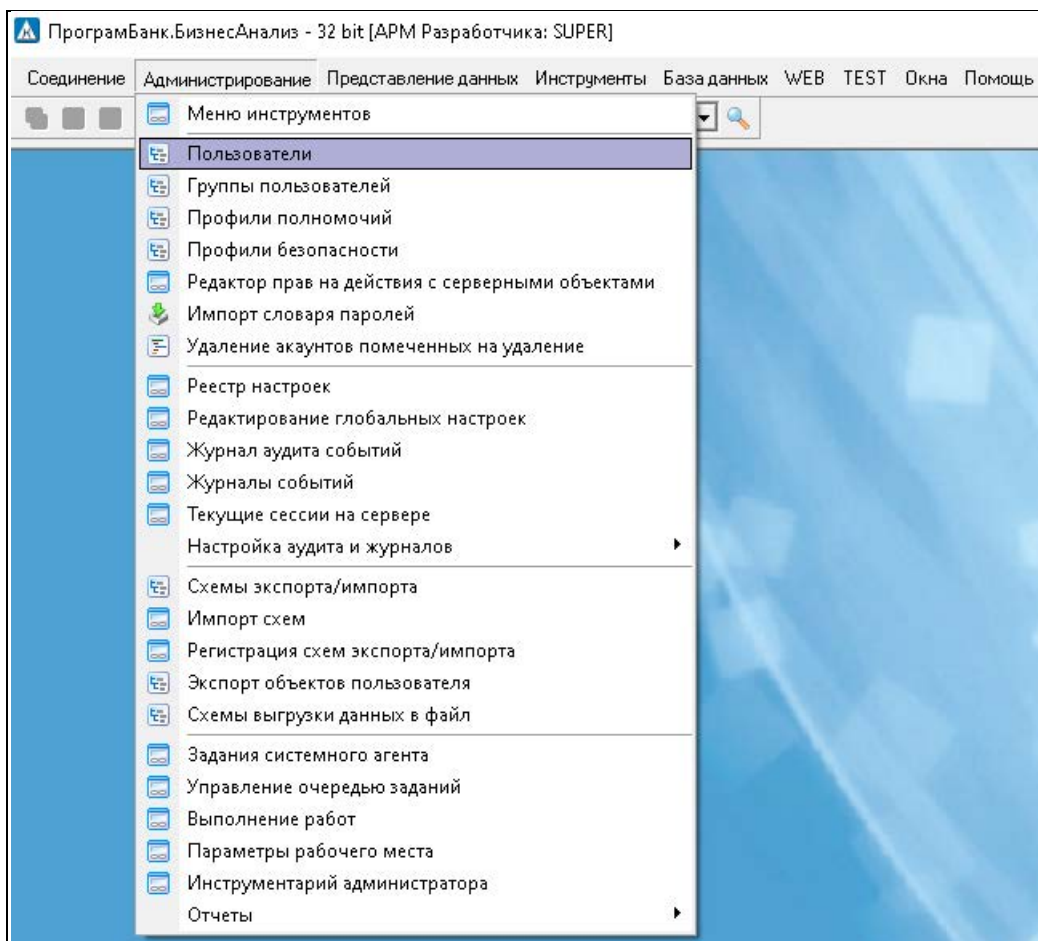 ПрограмБанк.БизнесАнализ - 32 bit [АРМ Разработчика: SUPER]
Соединение Администрирование Представление данных Инструменты База данных WEB TEST Окна Помощь
Меню инструментов
Пользователи
Группы пользователей
Профили полномочий
Профили безопасности
Редактор прав на действия с серверными объектами
Импорт словаря паролей
Удаление акаунтов помеченных на удаление
Реестр настроек
Редактирование глобальных настроек
Журнал аудита событий
Журналы событий
Текущие сессии на сервере
Настройка аудита и журналов
Схемы экспорта/импорта
Импорт схем
Регистрация схем экспорта/импорта
Экспорт объектов пользователя
Схемы выгрузки данных в файл
Задания системного агента
Управление очередью заданий
Выполнение работ
Параметры рабочего места
Инструментарий администратора
Отчеты